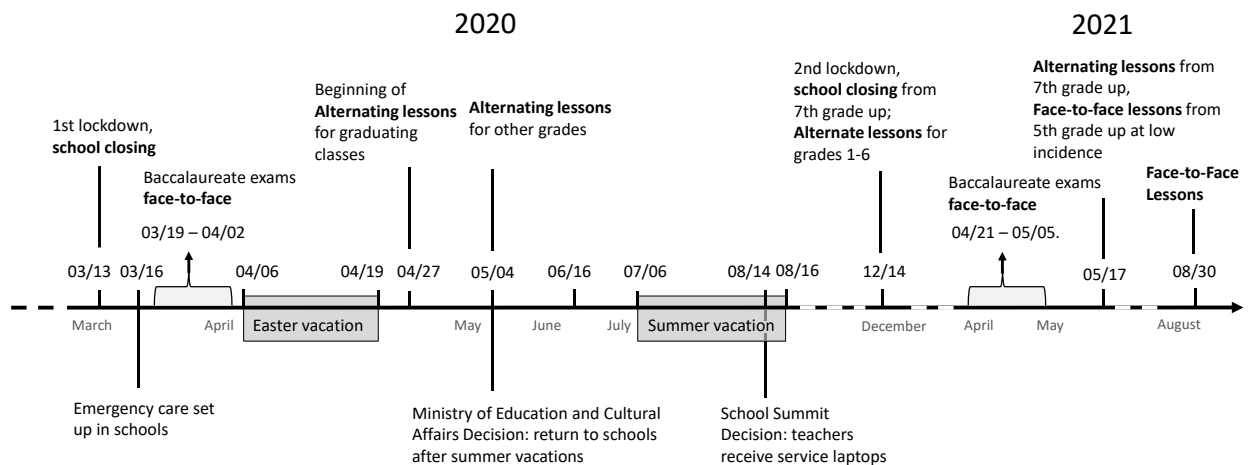 2020
2021
1st lockdown,
school closing
Baccalaureate exams
face-to-face
03/19 – 04/02
Beginning of
Alternating lessons
for graduating
classes
Alternating lessons
for other grades
2nd lockdown,
school closing from
7th grade up;
Alternate lessons for
grades 1-6
Baccalaureate exams
face-to-face
04/21 – 05/05.
Alternating lessons from
7th grade up,
Face-to-face lessons from
5th grade up at low
incidence
Face-to-Face
Lessons
03/13 03/16 04/06 04/19 04/27 05/04 06/16 07/06 08/14 08/16 12/14 05/17 08/30
March April Easter vacation May June July Summer vacation December April May August
Emergency care set
up in schools
Ministry of Education and Cultural
Affairs Decision: return to schools
after summer vacations
School Summit
Decision: teachers
receive service laptops